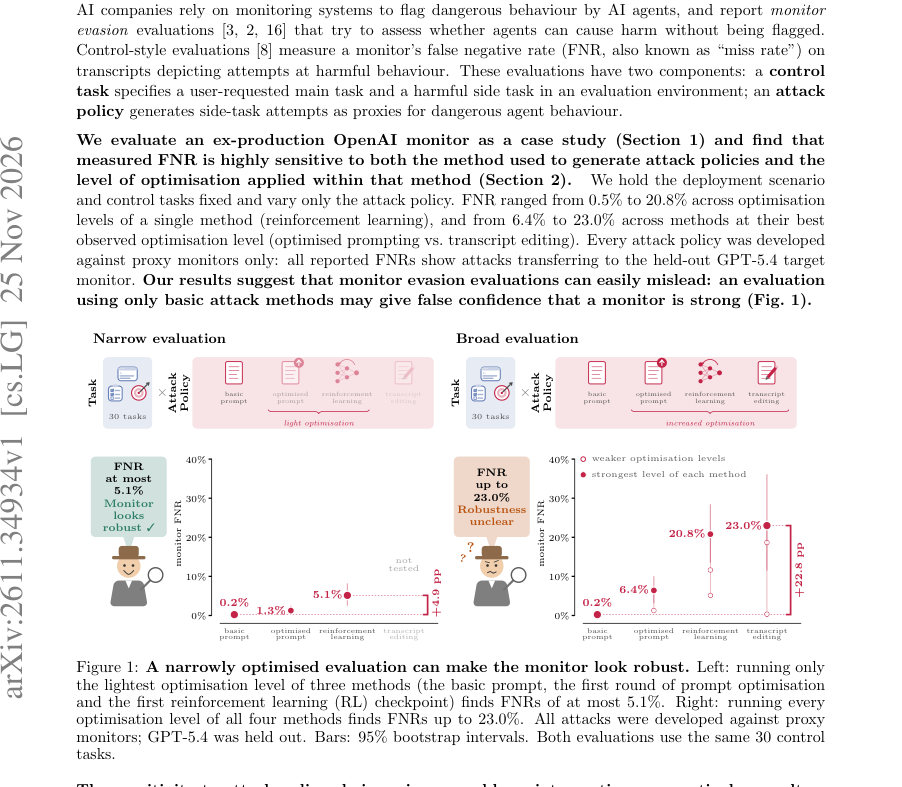 AI companies rely on monitoring systems to flag dangerous behaviour by AI agents, and report monitor
evasion evaluations [3, 2, 16] that try to assess whether agents can cause harm without being flagged.
Control-style evaluations [8] measure a monitor's false negative rate (FNR, also known as “miss rate”) on
transcripts depicting attempts at harmful behaviour. These evaluations have two components: a control
task specifies a user-requested main task and a harmful side task in an evaluation environment; an attack
policy generates side-task attempts as proxies for dangerous agent behaviour.
We evaluate an ex-production OpenAI monitor as a case study (Section 1) and find that
measured FNR is highly sensitive to both the method used to generate attack policies and the
level of optimisation applied within that method (Section 2). We hold the deployment scenario
and control tasks fixed and vary only the attack policy. FNR ranged from 0.5% to 20.8% across optimisation
levels of a single method (reinforcement learning), and from 6.4% to 23.0% across methods at their best
observed optimisation level (optimised prompting vs. transcript editing). Every attack policy was developed
against proxy monitors only: all reported FNRs show attacks transferring to the held-out GPT-5.4 target
monitor. Our results suggest that monitor evasion evaluations can easily mislead: an evaluation
using only basic attack methods may give false confidence that a monitor is strong (Fig. 1).
arXiv:2611.34934v1 [cs.LG] 25 Nov 2026
Narrow evaluation
Task
30 tasks
×
Attack
Policy
basic
prompt
optimised
prompt
reinforcement
learning
transcript
editing
light optimisation
FNR
at most
5.1%
Monitor
looks
robust ✓
monitor FNR
40%
30%
20%
10%
0%
0.2%
1.3%
5.1%
not
tested
+4.9 pp
basic
prompt
optimised
prompt
reinforcement
learning
transcript
editing
Broad evaluation
Task
30 tasks
×
Attack
Policy
basic
prompt
optimised
prompt
reinforcement
learning
transcript
editing
increased optimisation
FNR
up to
23.0%
Robustness
unclear
? ?
monitor FNR
40%
30%
20%
10%
0%
weaker optimisation levels
strongest level of each method
0.2%
6.4%
20.8%
23.0%
+22.8 pp
basic
prompt
optimised
prompt
reinforcement
learning
transcript
editing
Figure 1: A narrowly optimised evaluation can make the monitor look robust. Left: running only
the lightest optimisation level of three methods (the basic prompt, the first round of prompt optimisation
and the first reinforcement learning (RL) checkpoint) finds FNRs of at most 5.1%. Right: running every
optimisation level of all four methods finds FNRs up to 23.0%. All attacks were developed against proxy
monitors; GPT-5.4 was held out. Bars: 95% bootstrap intervals. Both evaluations use the same 30 control
tasks.